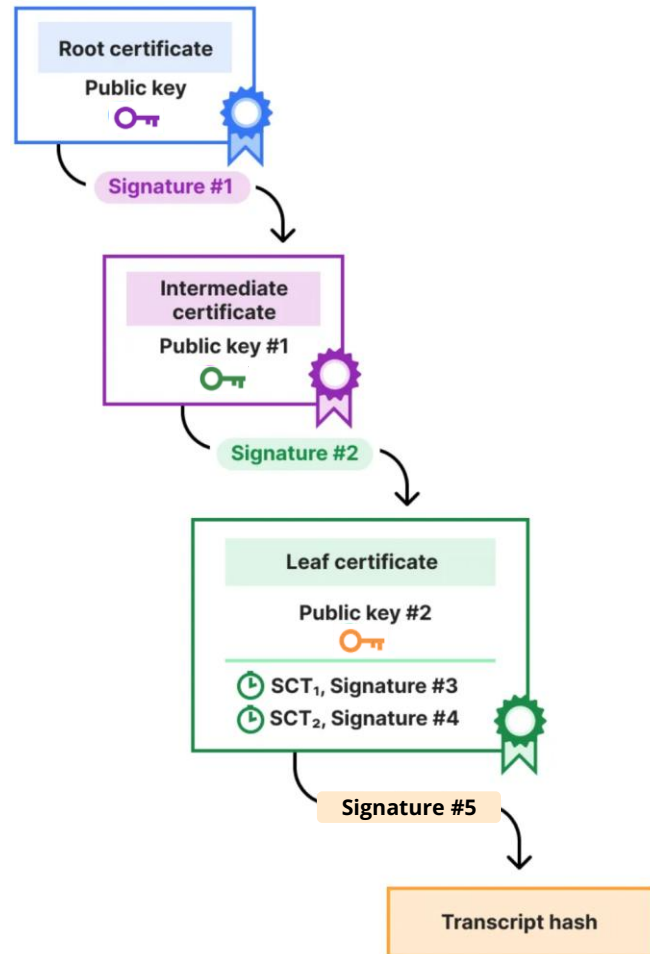 Root certificate
Public key
Signature #1
Intermediate
certificate
Public key #1
Signature #2
Leaf certificate
Public key #2
SCT₁, Signature #3
SCT₂, Signature #4
Signature #5
Transcript hash